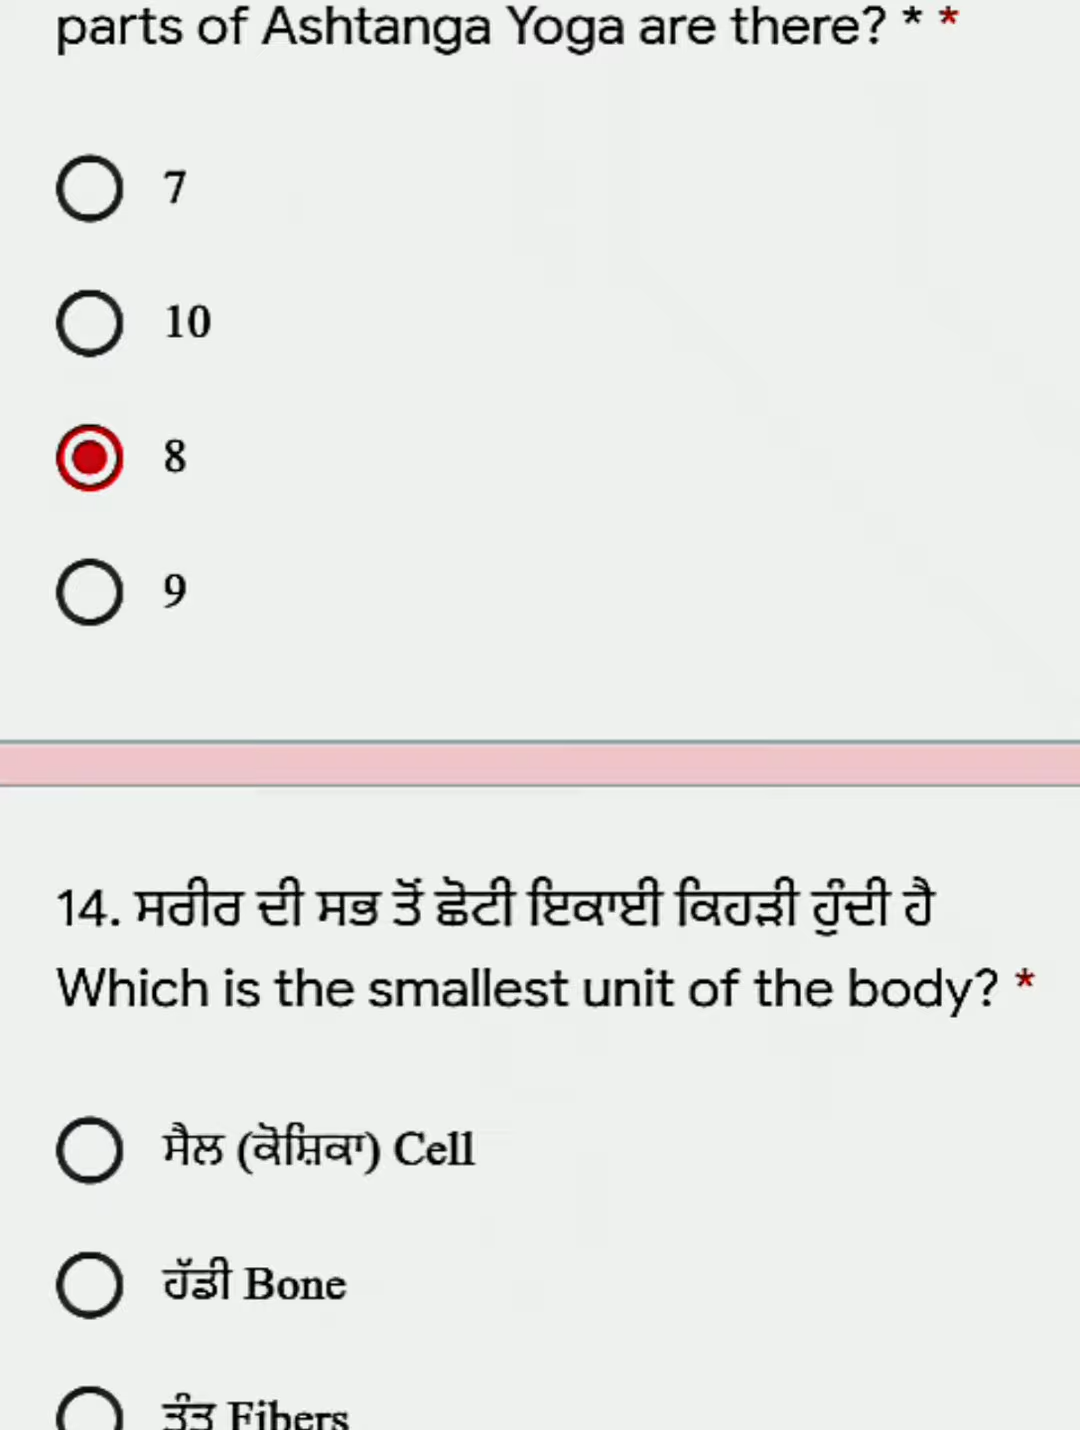 parts of Ashtanga Yoga are there? * *
7
10
8
9
14. ਸਰੀਰ ਦੀ ਸਭ ਤੋਂ ਛੋਟੀ ਇਕਾਈ ਕਿਹੜੀ ਹੁੰਦੀ ਹੈ
Which is the smallest unit of the body? *
ਸੈਲ (ਕੋਸ਼ਿਕਾ) Cell
ਹੱਡੀ Bone
ਤੰਤੂ Fibers